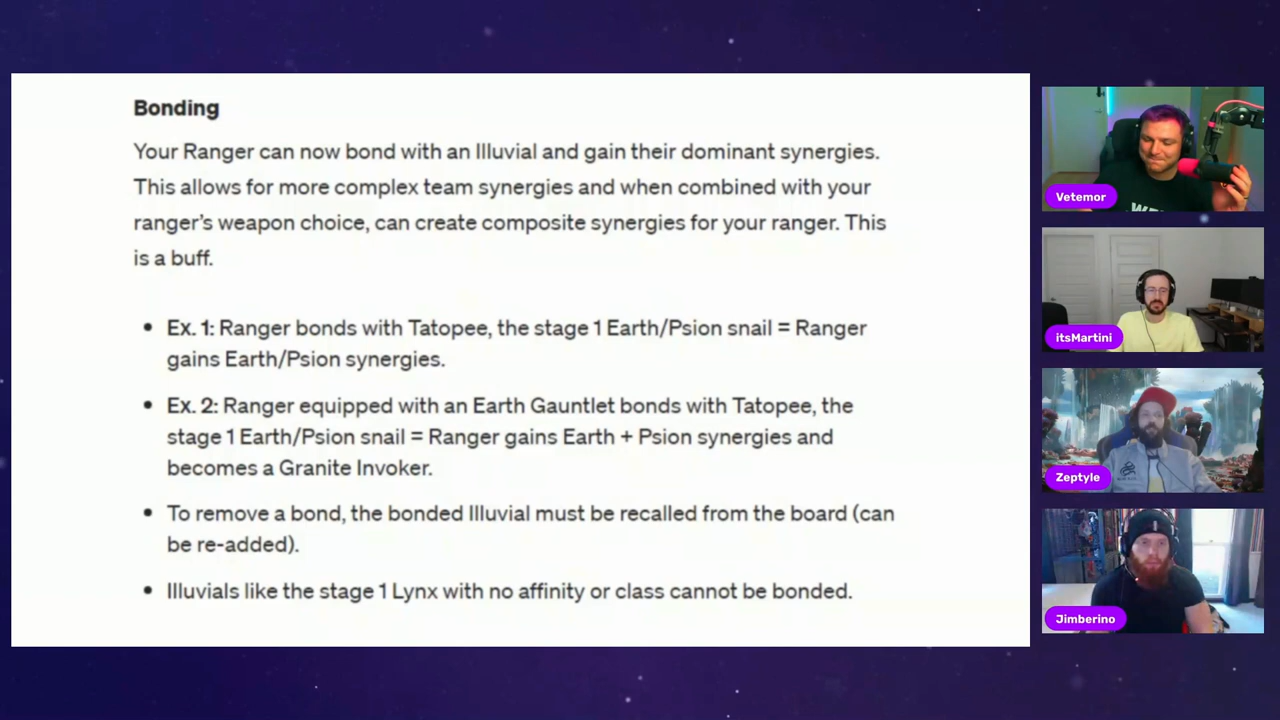 Bonding
Your Ranger can now bond with an Illuvial and gain their dominant synergies.
This allows for more complex team synergies and when combined with your
ranger's weapon choice, can create composite synergies for your ranger. This
is a buff.
• Ex. 1: Ranger bonds with Tatopee, the stage 1 Earth/Psion snail = Ranger
gains Earth/Psion synergies.
• Ex. 2: Ranger equipped with an Earth Gauntlet bonds with Tatopee, the
stage 1 Earth/Psion snail = Ranger gains Earth + Psion synergies and
becomes a Granite Invoker.
• To remove a bond, the bonded Illuvial must be recalled from the board (can
be re-added).
• Illuvials like the stage 1 Lynx with no affinity or class cannot be bonded.
Vetemor
itsMartini
Zeptyle
Jimberino